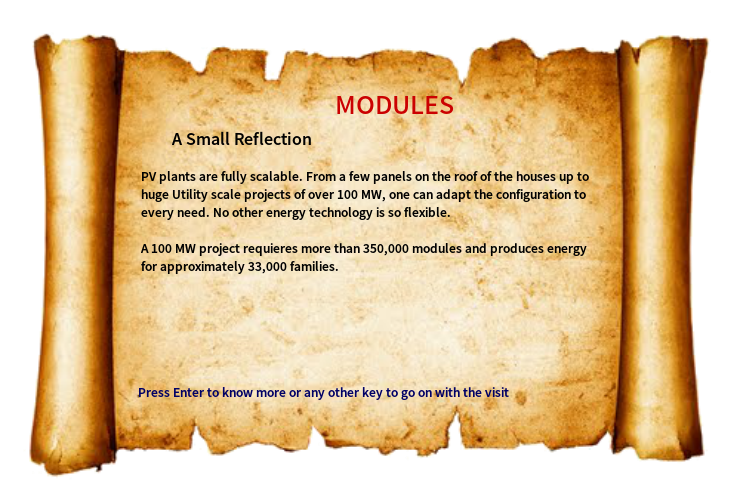 MODULES
A Small Reflection
PV plants are fully scalable. From a few panels on the roof of the houses up to
huge Utility scale projects of over 100 MW, one can adapt the configuration to
every need. No other energy technology is so flexible.
A 100 MW project requieres more than 350,000 modules and produces energy
for approximately 33,000 families.
Press Enter to know more or any other key to go on with the visit